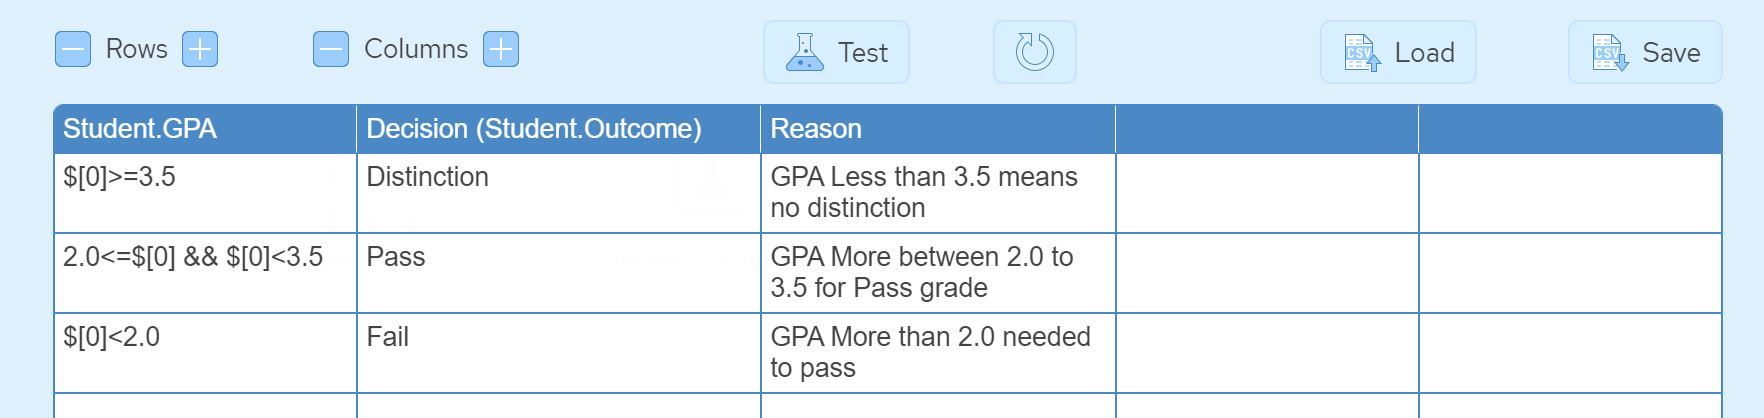 Rows Columns Test Load Save
Student.GPA Decision (Student.Outcome) Reason
$[0]>=3.5 Distinction GPA Less than 3.5 means
no distinction
2.0<=$[0] && $[0]<3.5 Pass GPA More between 2.0 to
3.5 for Pass grade
$[0]<2.0 Fail GPA More than 2.0 needed
to pass